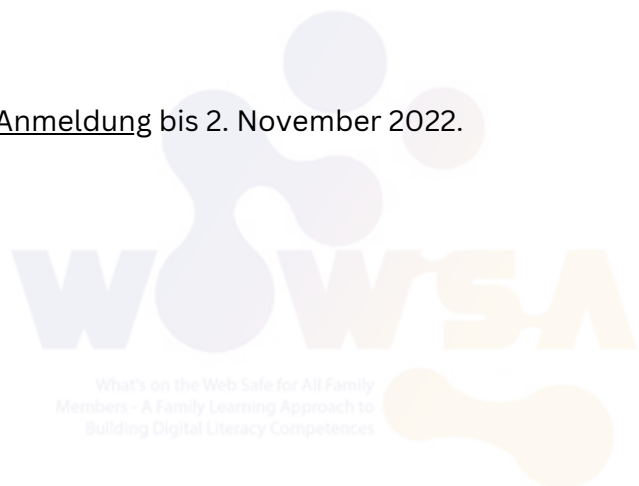 Anmeldung bis 2. November 2022.
WOWSA
What's on the Web Safe for All Family
Members - A Family Learning Approach to
Building Digital Literacy Competences